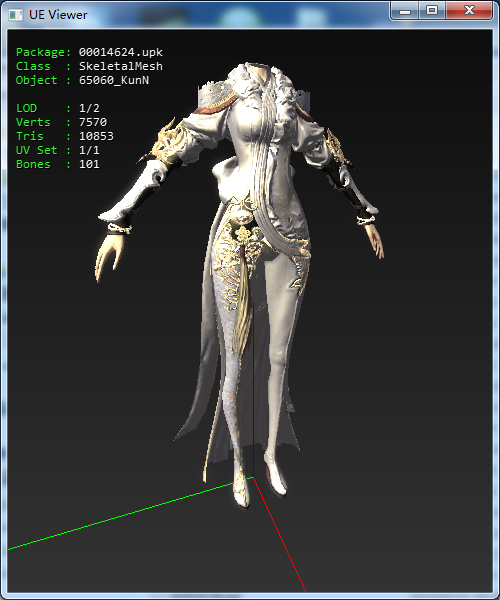 UE Viewer
Package: 00014624.upk
Class : SkeletalMesh
Object : 65060_KunN
LOD : 1/2
Verts : 7570
Tris : 10853
UV Set : 1/1
Bones : 101